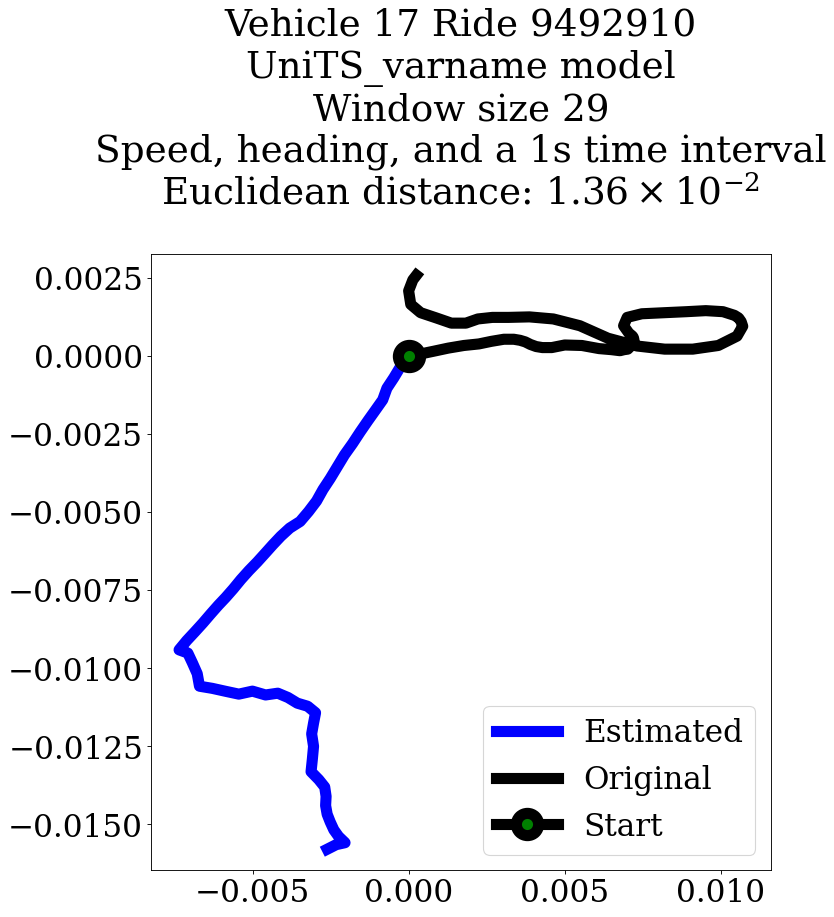 Vehicle 17 Ride 9492910
UniTS_varname model
Window size 29
Speed, heading, and a 1s time interval
Euclidean distance: 1.36 × 10⁻²
0.0025
0.0000
−0.0025
−0.0050
−0.0075
−0.0100
−0.0125
−0.0150
Estimated
Original
Start
−0.005 0.000 0.005 0.010